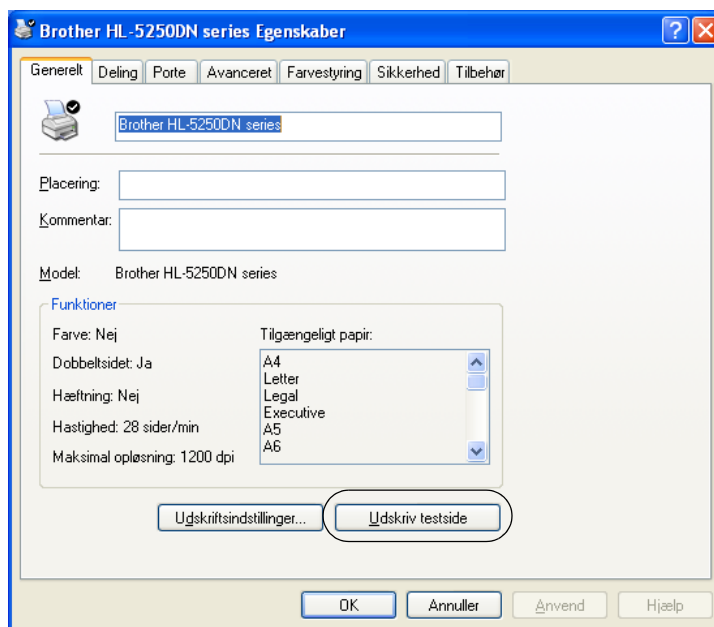 Brother HL-5250DN series Egenskaber
Generelt Deling Porte Avanceret Farvestyring Sikkerhed Tilbehør
Brother HL-5250DN series
Placering:
Kommentar:
Model: Brother HL-5250DN series
Funktioner
Farve: Nej
Dobbeltsidet: Ja
Hæftning: Nej
Hastighed: 28 sider/min
Maksimal opløsning: 1200 dpi
Tilgængeligt papir:
A4
Letter
Legal
Executive
A5
A6
Udskriftsindstillinger... Udskriv testside
OK Annuller Anvend Hjælp